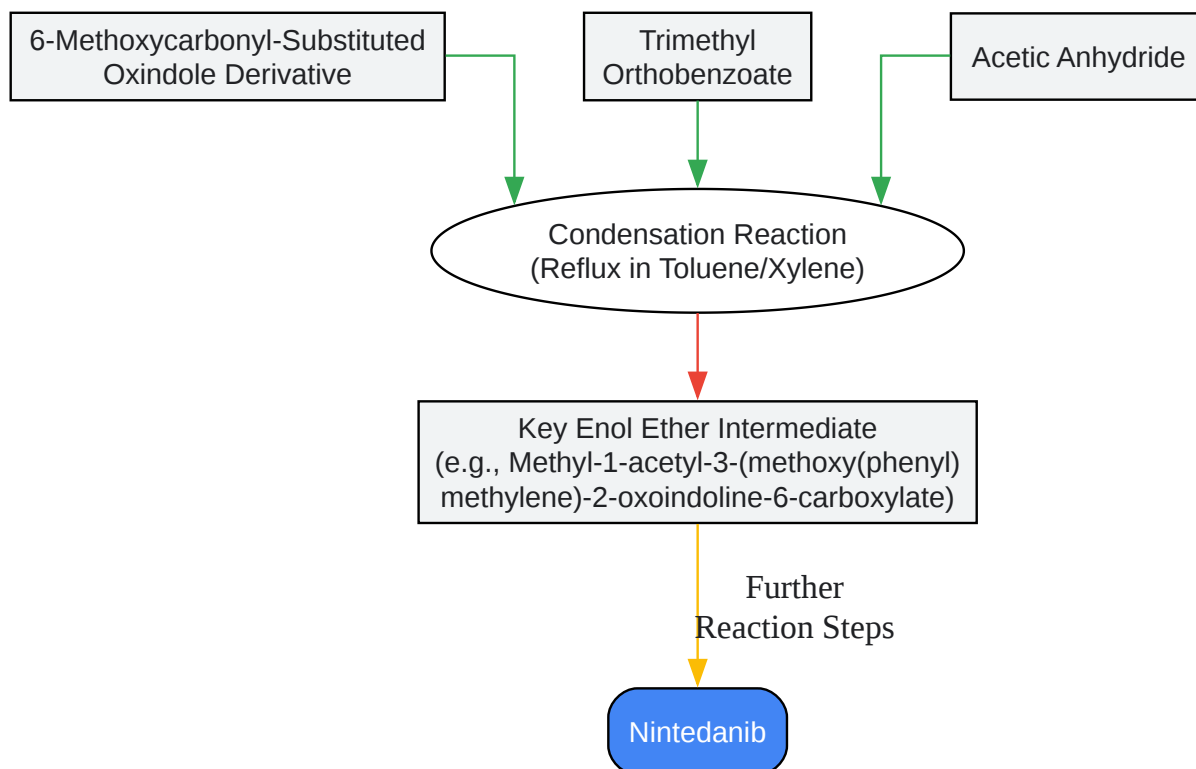 6-Methoxycarbonyl-Substituted
Oxindole Derivative
Trimethyl
Orthobenzoate
Acetic Anhydride
Condensation Reaction
(Reflux in Toluene/Xylene)
Key Enol Ether Intermediate
(e.g., Methyl-1-acetyl-3-(methoxy(phenyl)
methylene)-2-oxoindoline-6-carboxylate)
Further
Reaction Steps
Nintedanib